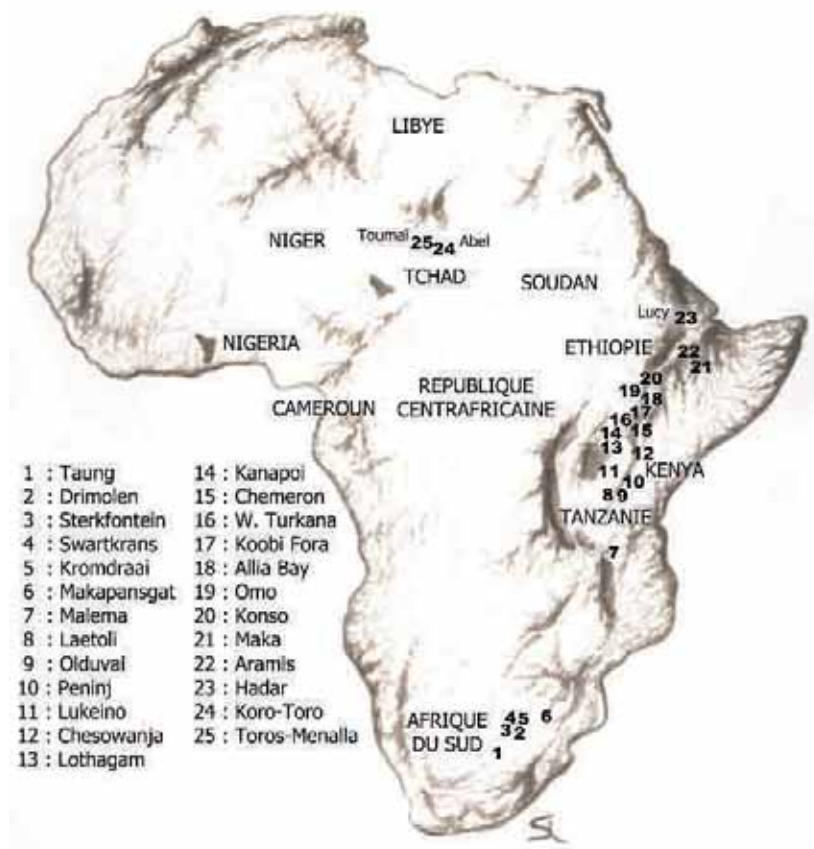 LIBYE
NIGER
Toumaï 25 24 Abel
TCHAD
SOUDAN
Lucy 23
NIGERIA
ETHIOPIE
22
21
20
REPUBLIQUE
CENTRAFRICAINE
19
18
CAMEROUN
17
16
15
14
13
12
11
KENYA
10
8 9
TANZANIE
7
1 : Taung
2 : Drimolen
3 : Sterkfontein
4 : Swartkrans
5 : Kromdraai
6 : Makapansgat
7 : Malema
8 : Laetoli
9 : Olduvai
10 : Peninj
11 : Lukeino
12 : Chesowanja
13 : Lothagam
14 : Kanapoi
15 : Chemeron
16 : W. Turkana
17 : Koobi Fora
18 : Allia Bay
19 : Omo
20 : Konso
21 : Maka
22 : Aramis
23 : Hadar
24 : Koro-Toro
25 : Toros-Menalla
AFRIQUE
DU SUD
45 6
3 2
1